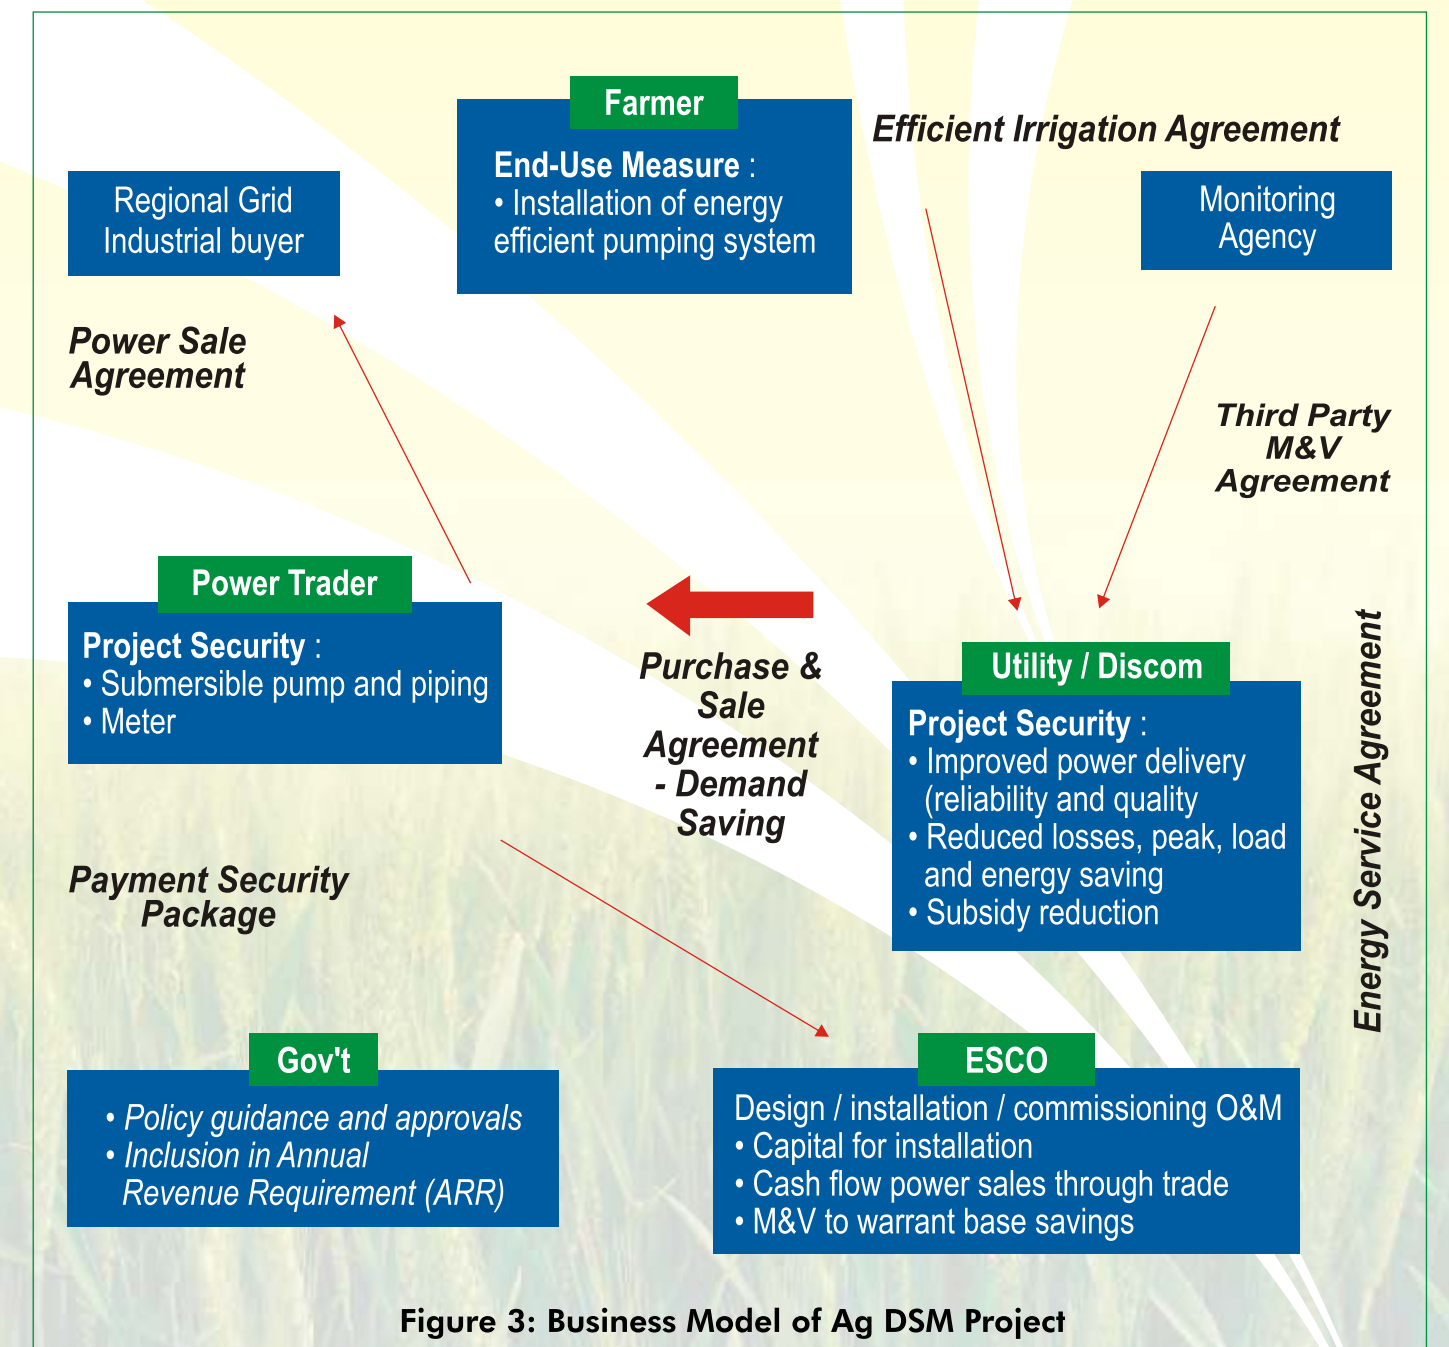 Farmer
End-Use Measure :
• Installation of energy
efficient pumping system
Efficient Irrigation Agreement
Regional Grid
Industrial buyer
Monitoring
Agency
Power Sale
Agreement
Third Party
M&V
Agreement
Power Trader
Project Security :
• Submersible pump and piping
• Meter
Purchase &
Sale
Agreement
- Demand
Saving
Utility / Discom
Project Security :
• Improved power delivery
(reliability and quality
• Reduced losses, peak, load
and energy saving
• Subsidy reduction
Energy Service Agreement
Payment Security
Package
Gov't
• Policy guidance and approvals
• Inclusion in Annual
Revenue Requirement (ARR)
ESCO
Design / installation / commissioning O&M
• Capital for installation
• Cash flow power sales through trade
• M&V to warrant base savings
Figure 3: Business Model of Ag DSM Project